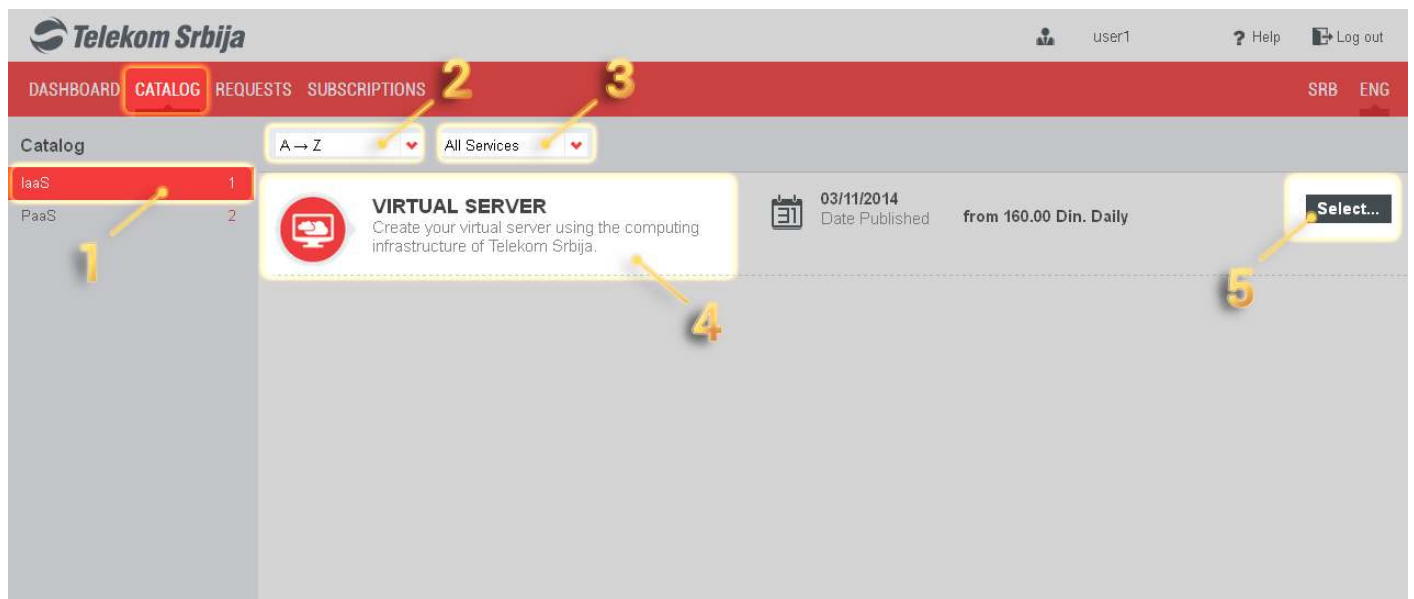 Telekom Srbija
user1
? Help
Log out
DASHBOARD CATALOG REQUESTS SUBSCRIPTIONS
2
3
SRB ENG
Catalog
A → Z
All Services
IaaS 1
PaaS 2
1
VIRTUAL SERVER
Create your virtual server using the computing
infrastructure of Telekom Srbija.
4
31
03/11/2014
Date Published
from 160.00 Din. Daily
Select...
5